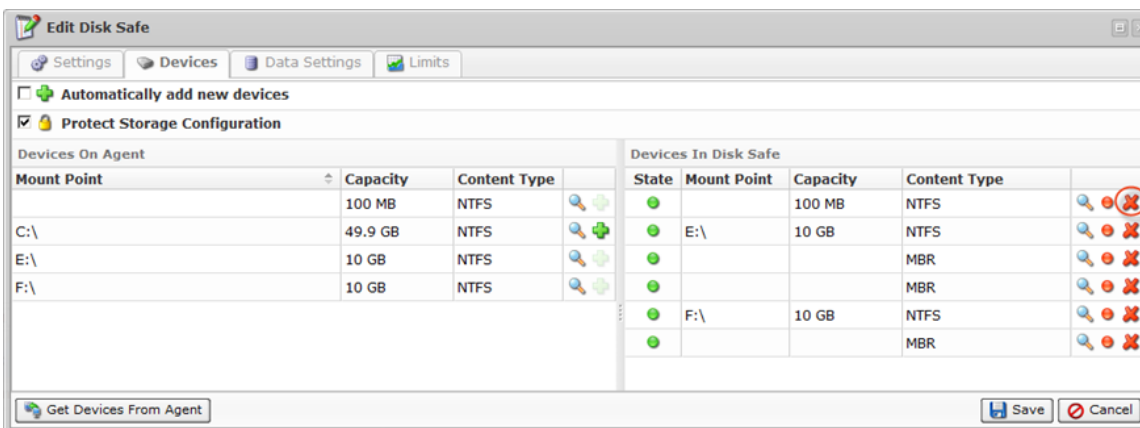 Edit Disk Safe
Settings Devices Data Settings Limits
Automatically add new devices
Protect Storage Configuration
Devices On Agent Devices In Disk Safe
Mount Point Capacity Content Type State Mount Point Capacity Content Type
100 MB NTFS 100 MB NTFS
C:\ 49.9 GB NTFS E:\ 10 GB NTFS
E:\ 10 GB NTFS MBR
F:\ 10 GB NTFS MBR
F:\ 10 GB NTFS
MBR
Get Devices From Agent Save Cancel